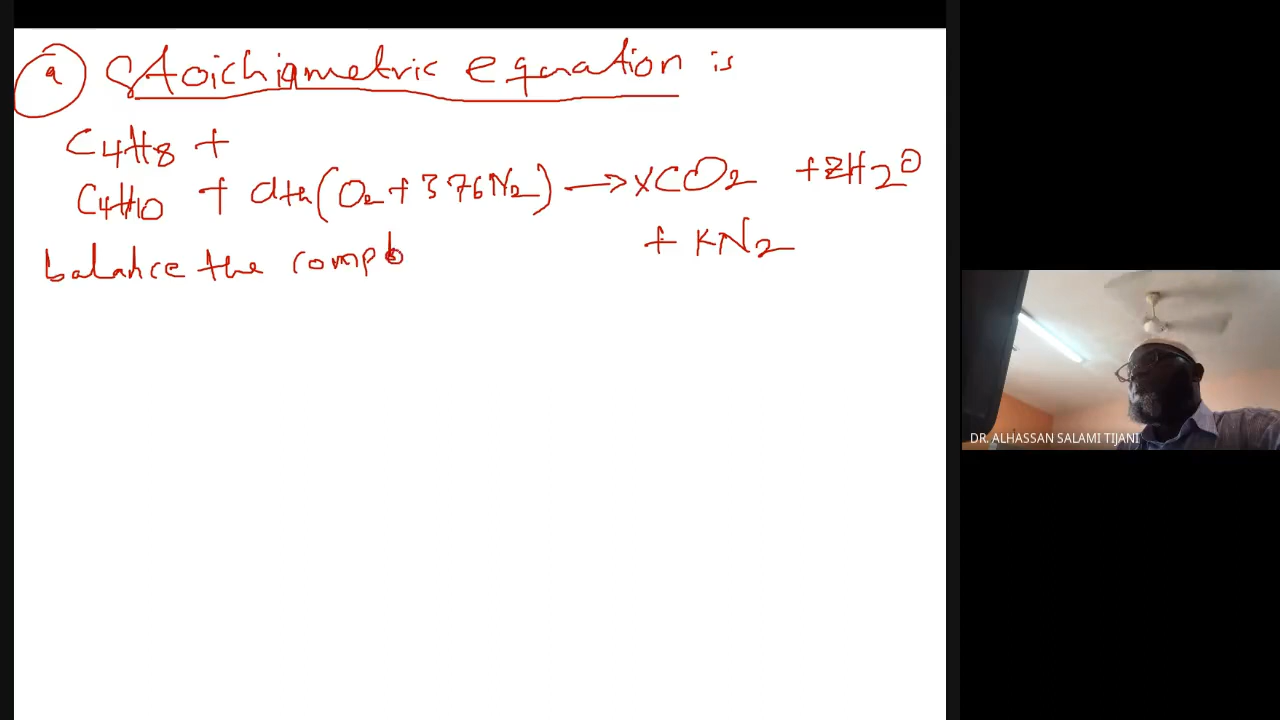 a Stoichiometric equation is
C4H8 +
C4H10 + ath(O2 + 3 76N2) → XCO2 + ZH2O
+ KN2
balance the comp
DR. ALHASSAN SALAMI TIJANI